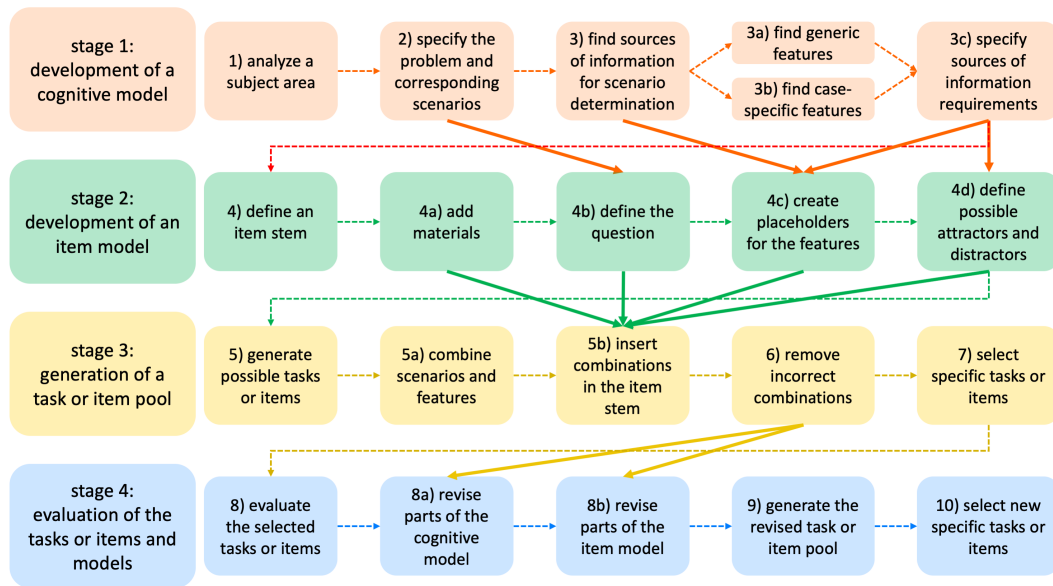 stage 1:
development of a
cognitive model
1) analyze a
subject area
2) specify the
problem and
corresponding
scenarios
3) find sources
of information
for scenario
determination
3a) find generic
features
3b) find case-
specific features
3c) specify
sources of
information
requirements
stage 2:
development of an
item model
4) define an
item stem
4a) add
materials
4b) define the
question
4c) create
placeholders
for the features
4d) define
possible
attractors and
distractors
stage 3:
generation of a
task or item pool
5) generate
possible tasks
or items
5a) combine
scenarios and
features
5b) insert
combinations
in the item
stem
6) remove
incorrect
combinations
7) select
specific tasks or
items
stage 4:
evaluation of the
tasks or items and
models
8) evaluate
the selected
tasks or items
8a) revise
parts of the
cognitive
model
8b) revise
parts of the
item model
9) generate the
revised task or
item pool
10) select new
specific tasks or
items